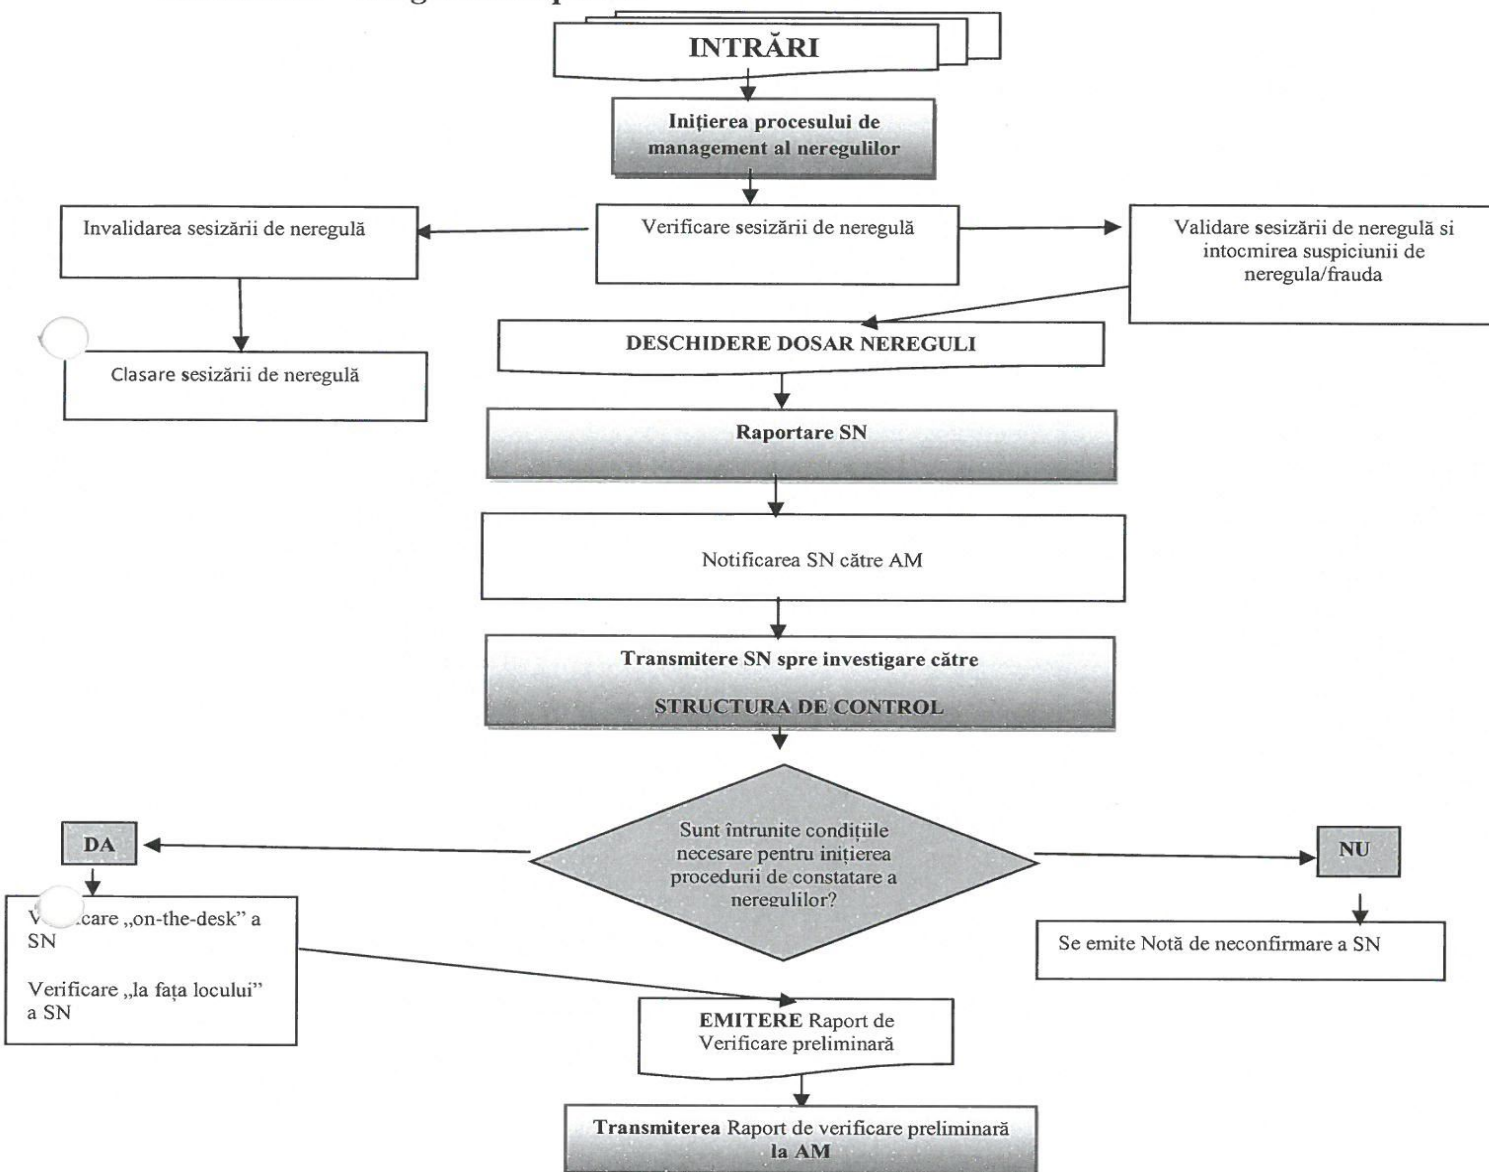 INTRĂRI
Inițierea procesului de
management al neregulilor
Invalidarea sesizării de neregulă
Verificare sesizării de neregulă
Validare sesizării de neregulă si
intocmirea suspiciunii de
neregula/frauda
DESCHIDERE DOSAR NEREGULI
Clasare sesizării de neregulă
Raportare SN
Notificarea SN către AM
Transmitere SN spre investigare către
STRUCTURA DE CONTROL
Sunt întrunite condițiile
necesare pentru inițierea
procedurii de constatare a
neregulilor?
DA
NU
„on-the-desk” a
SN
Verificare „la fața locului”
a SN
Se emite Notă de neconfirmare a SN
EMITERE Raport de
Verificare preliminară
Transmiterea Raport de verificare preliminară
la AM